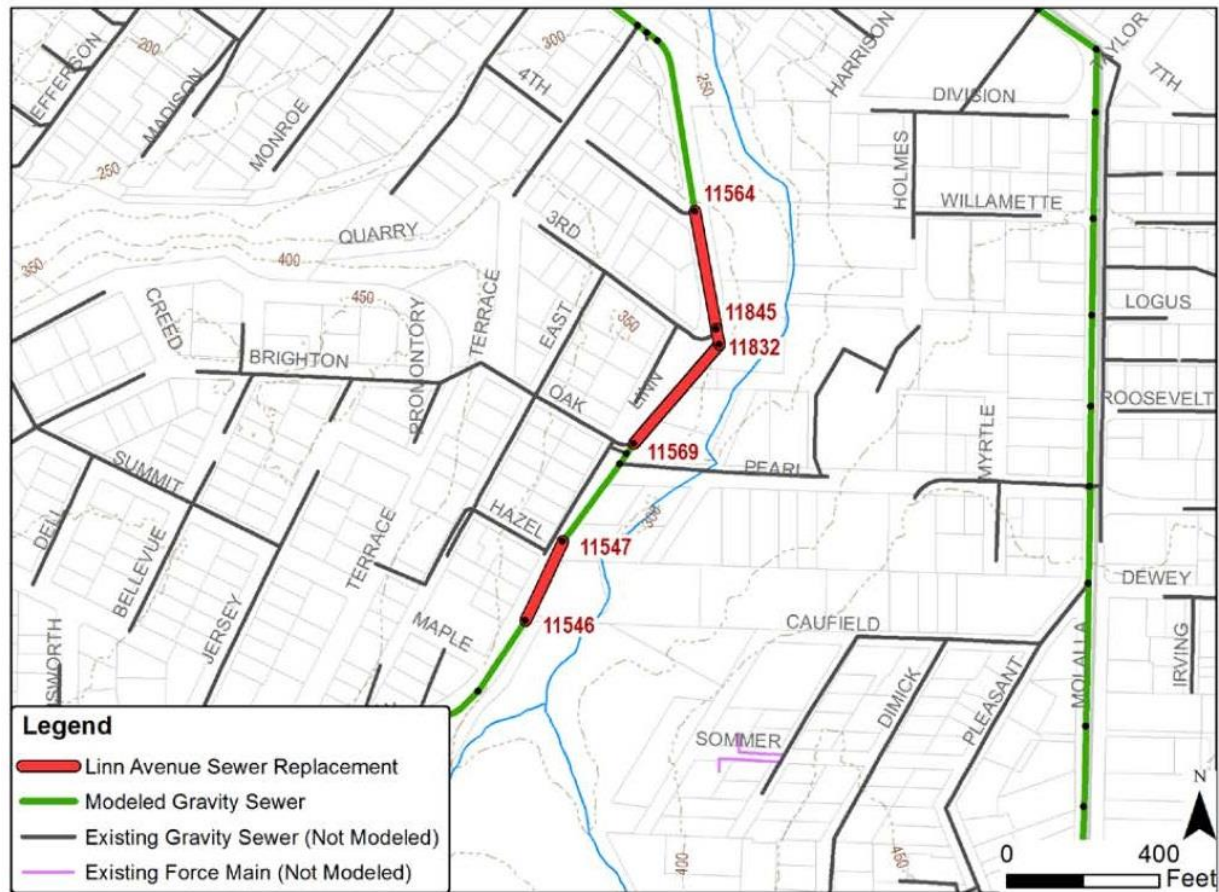 EFFERSON
200
MADISON
MONROE
250
300
4TH
250
HARRISON
TAYLOR
7TH
DIVISION
HOLMES
WILLAMETTE
11564
QUARRY
3RD
350
400
450
CREED
PROMONTORY
TERRACE
EAST
350
11845
11832
LOGUS
BRIGHTON
OAK
LINN
ROOSEVELT
11569
PEARL
MYRTLE
SUMMIT
HAZEL
300
DELL
BELLEVUE
TERRACE
11547
DEWEY
JERSEY
MAPLE
11546
CAUFIELD
SWORTH
DIMICK
PLEASANT
MOLALLA
IRVING
SOMMER
400
450
Legend
Linn Avenue Sewer Replacement
Modeled Gravity Sewer
Existing Gravity Sewer (Not Modeled)
Existing Force Main (Not Modeled)
N
0 400
Feet